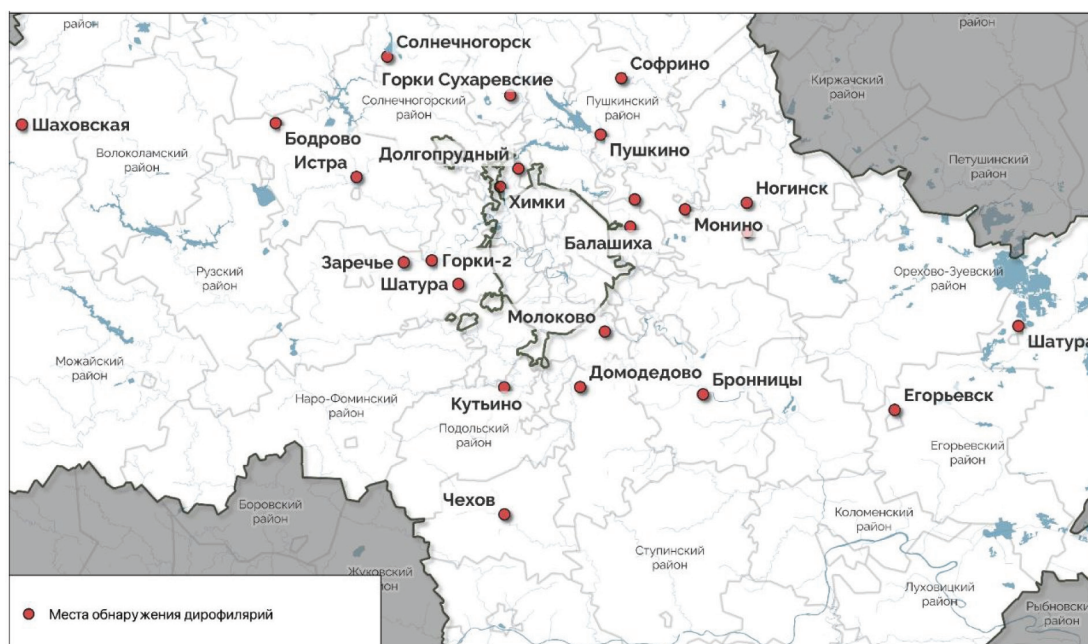 район
район
Солнечногорск
Софрино
Горки Сухаревские
Киржачский
район
Солнечногорский
район
Пушкинский
район
Шаховская
Бодрово
Волоколамский
район
Истра
Долгопрудный
Пушкино
Петушинский
район
Химки
Ногинск
Монино
Балашиха
Заречье
Горки-2
Рузский
район
Орехово-Зуевский
район
Шатура
Молоково
Шатура
Можайский
район
Домодедово
Бронницы
Наро-Фоминский
район
Кутьино
Егорьевск
Подольский
район
Егорьевский
район
Боровский
район
Чехов
Коломенский
район
Ступинский
район
Жуковский
район
Луховицкий
район
Рыбновский
район
Места обнаружения дирофилярий